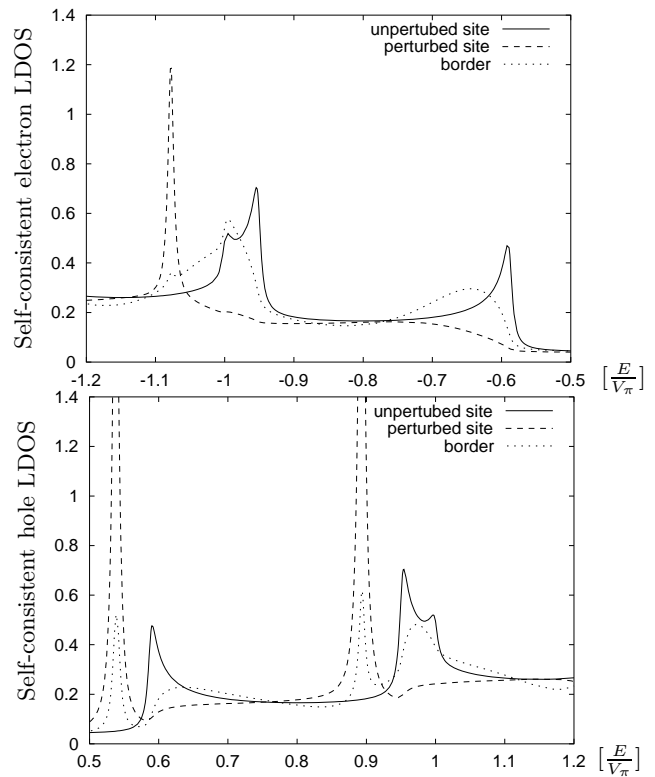 Self-consistent electron LDOS
1.4
1.2
1
0.8
0.6
0.4
0.2
0
unpertubed site
perturbed site
border
-1.2 -1.1 -1 -0.9 -0.8 -0.7 -0.6 -0.5
[E/Vπ]
Self-consistent hole LDOS
1.4
1.2
1
0.8
0.6
0.4
0.2
0
unpertubed site
perturbed site
border
0.5 0.6 0.7 0.8 0.9 1 1.1 1.2
[E/Vπ]